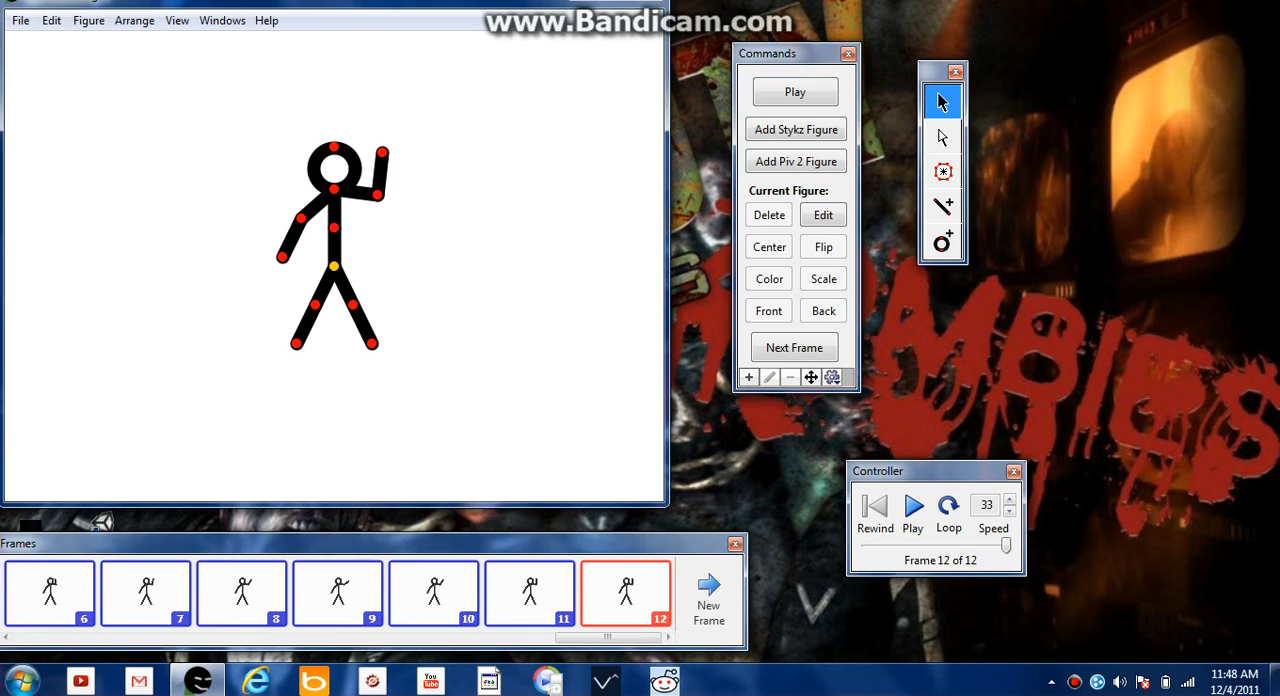 www.Bandicam.com
File Edit Figure Arrange View Windows Help
Commands
Play
Add Stykz Figure
Add Piv 2 Figure
Current Figure:
Delete Edit
Center Flip
Color Scale
Front Back
Next Frame
Controller
33
Rewind Play Loop Speed
Frame 12 of 12
Frames
6 7 8 9 10 11 12
New
Frame
You
Tube
11:48 AM
12/4/2011